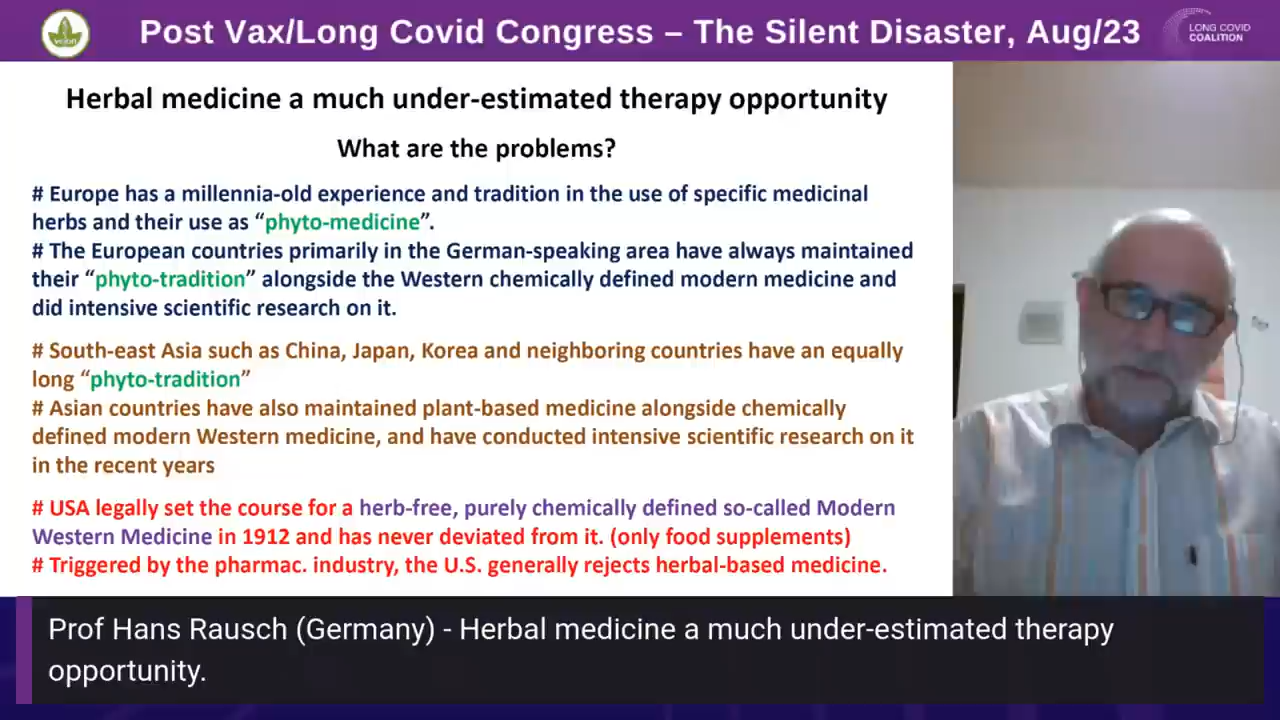 Post Vax/Long Covid Congress – The Silent Disaster, Aug/23
LONG COVID
COALITION
Herbal medicine a much under-estimated therapy opportunity
What are the problems?
# Europe has a millennia-old experience and tradition in the use of specific medicinal
herbs and their use as “phyto-medicine”.
# The European countries primarily in the German-speaking area have always maintained
their “phyto-tradition” alongside the Western chemically defined modern medicine and
did intensive scientific research on it.
# South-east Asia such as China, Japan, Korea and neighboring countries have an equally
long “phyto-tradition”
# Asian countries have also maintained plant-based medicine alongside chemically
defined modern Western medicine, and have conducted intensive scientific research on it
in the recent years
# USA legally set the course for a herb-free, purely chemically defined so-called Modern
Western Medicine in 1912 and has never deviated from it. (only food supplements)
# Triggered by the pharmac. industry, the U.S. generally rejects herbal-based medicine.
Prof Hans Rausch (Germany) - Herbal medicine a much under-estimated therapy
opportunity.